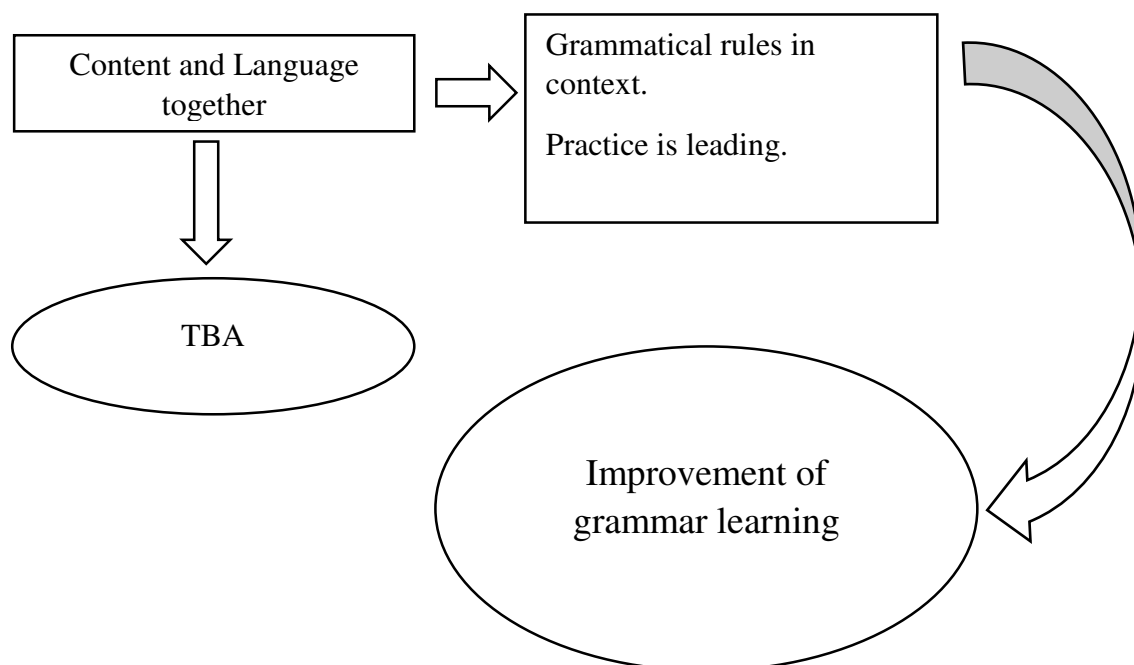 Content and Language
together
Grammatical rules in
context.
Practice is leading.
TBA
Improvement of
grammar learning